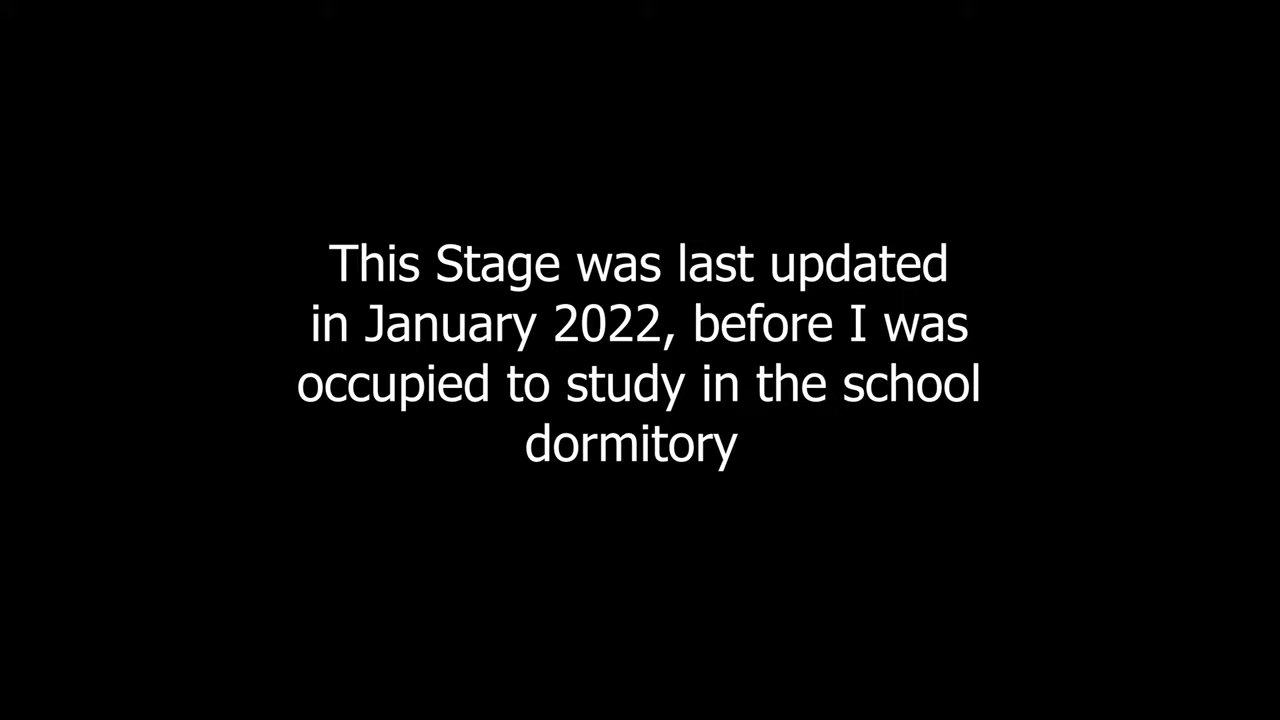 This Stage was last updated
in January 2022, before I was
occupied to study in the school
dormitory